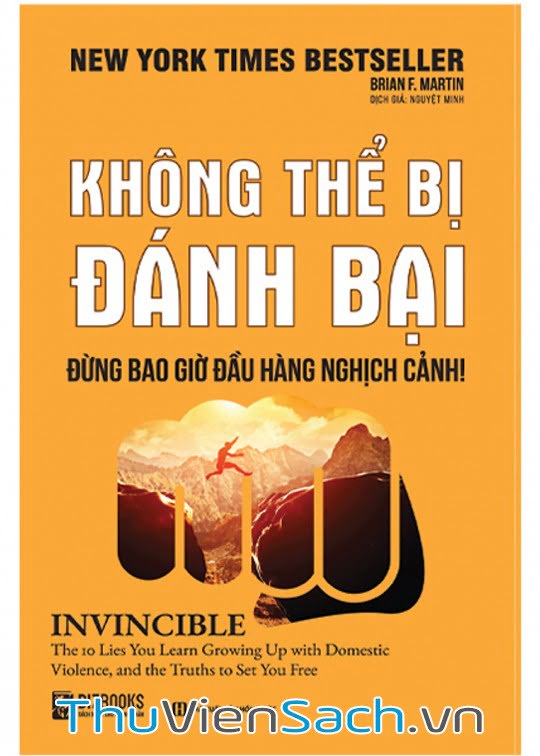 NEW YORK TIMES BESTSELLER
BRIAN F. MARTIN
DỊCH GIẢ: NGUYỆT MINH
KHÔNG THỂ BỊ
ĐÁNH BẠI
ĐỪNG BAO GIỜ ĐẦU HÀNG NGHỊCH CẢNH!
INVINCIBLE
The 10 Lies You Learn Growing Up with Domestic
Violence, and the Truths to Set You Free
BIZBOOKS
ThuVienSach.vn